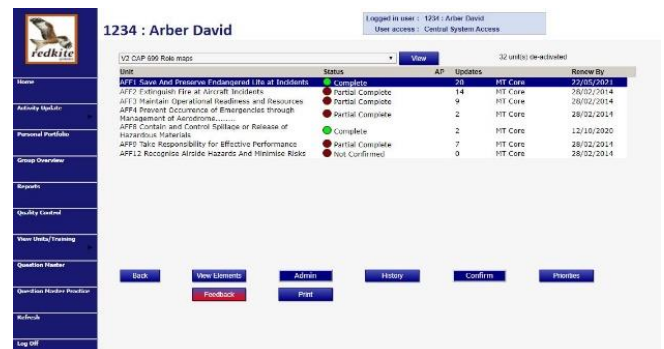 redkite
1234 : Arber David
Logged in user : 1234 : Arber David
User access : Central System Access
V2 CAP 699 Role maps
View
32 unit(s) de-activated
Unit Status AP Updates Renew By
AFF1 Save And Preserve Endangered Life at Incidents Complete 20 MT Core 22/05/2021
AFF2 Extinguish Fire at Aircraft Incidents Partial Complete 14 MT Core 28/02/2014
AFF3 Maintain Operational Readiness and Resources Partial Complete 9 MT Core 28/02/2014
AFF4 Prevent Occurrence of Emergencies through
Management of Aerodrome........ Partial Complete 2 MT Core 28/02/2014
AFF8 Contain and Control Spillage or Release of
Hazardous Materials Complete 2 MT Core 12/10/2020
AFF9 Take Responsibility for Effective Performance Partial Complete 7 MT Core 28/02/2014
AFF12 Recognise Airside Hazards And Minimise Risks Not Confirmed 0 MT Core 28/02/2014
Home
Activity Update
Personal Portfolio
Group Overview
Reports
Quality Control
View Units/Training
Question Master
Question Master Practice
Refresh
Log Off
Back View Elements Admin History Confirm Priorities
Feedback Print